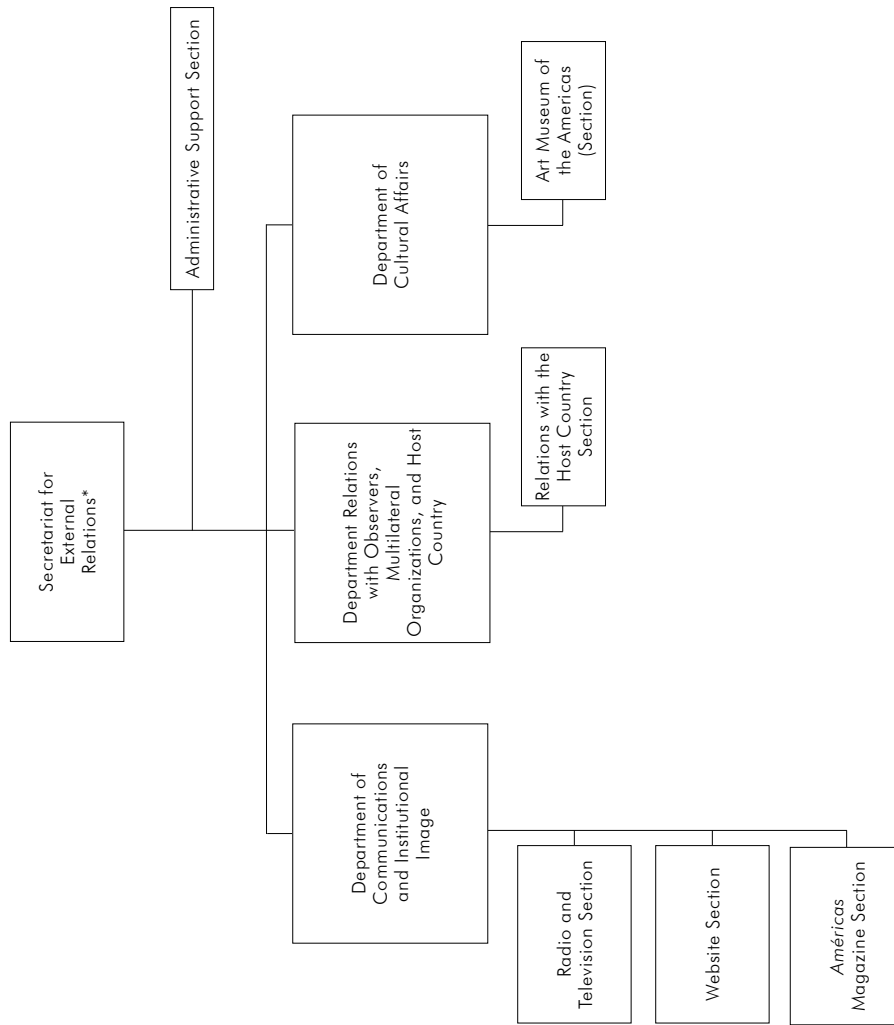 Secretariat for
External
Relations*
Administrative Support Section
Department of
Communications
and Institutional
Image
Department Relations
with Observers,
Multilateral
Organizations, and Host
Country
Department of
Cultural Affairs
Radio and
Television Section
Website Section
Américas
Magazine Section
Relations with the
Host Country
Section
Art Museum of
the Americas
(Section)